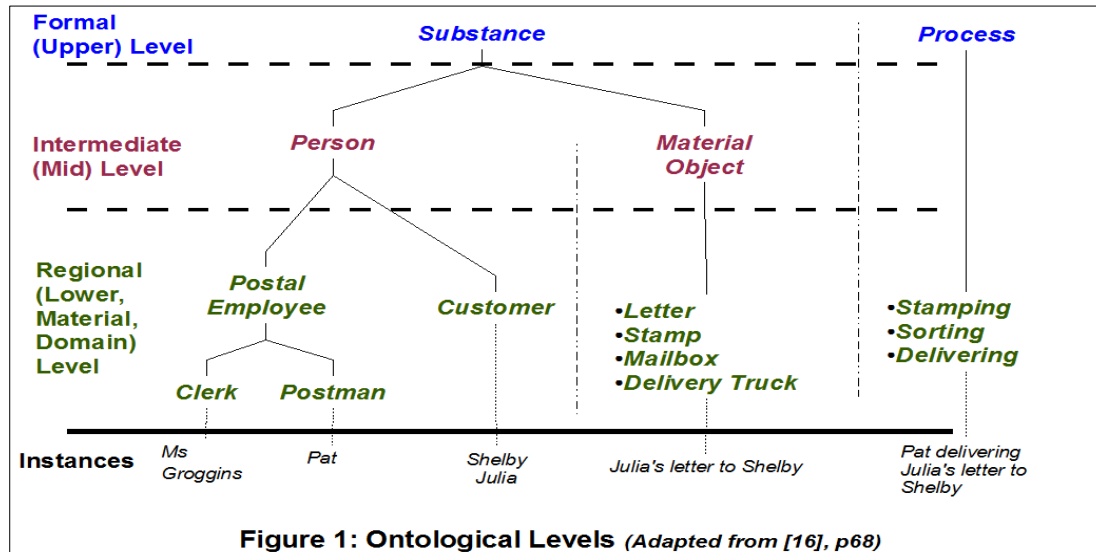 Formal
(Upper) Level
Substance
Process
Intermediate
(Mid) Level
Person
Material
Object
Regional
(Lower,
Material,
Domain)
Level
Postal
Employee
Customer
•Letter
•Stamp
•Mailbox
•Delivery Truck
•Stamping
•Sorting
•Delivering
Clerk
Postman
Instances
Ms
Groggins
Pat
Shelby
Julia
Julia's letter to Shelby
Pat delivering
Julia's letter to
Shelby
Figure 1: Ontological Levels (Adapted from [16], p68)